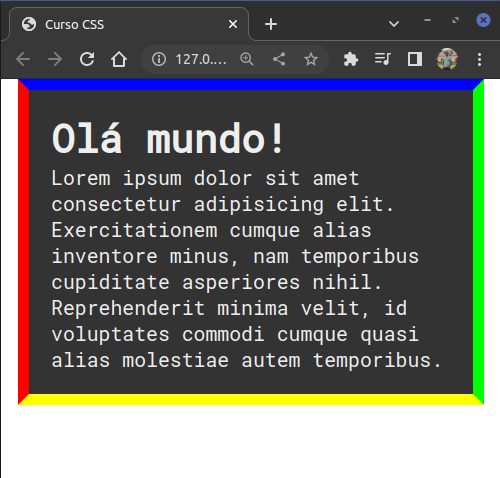 Curso CSS
127.0....
Olá mundo!
Lorem ipsum dolor sit amet
consectetur adipisicing elit.
Exercitationem cumque alias
inventore minus, nam temporibus
cupiditate asperiores nihil.
Reprehenderit minima velit, id
voluptates commodi cumque quasi
alias molestiae autem temporibus.